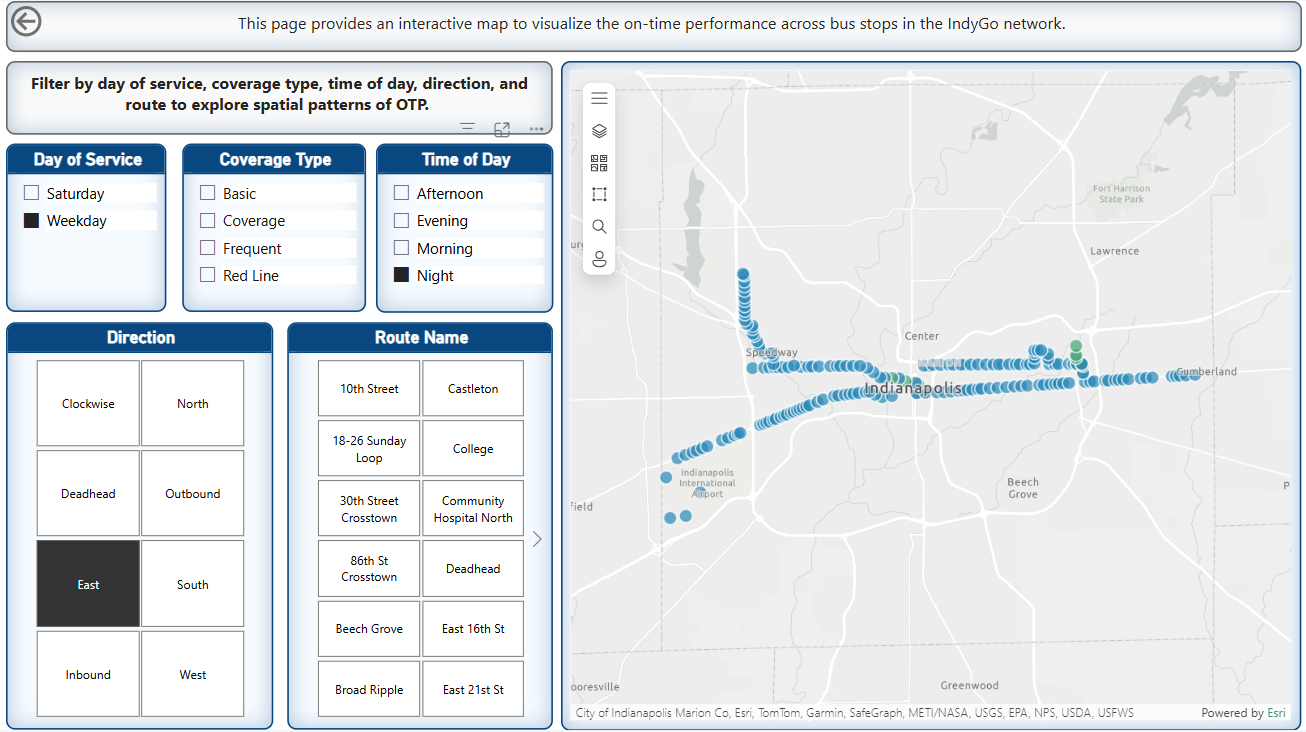 This page provides an interactive map to visualize the on-time performance across bus stops in the IndyGo network.
Filter by day of service, coverage type, time of day, direction, and
route to explore spatial patterns of OTP.
Day of Service
Saturday
Weekday
Coverage Type
Basic
Coverage
Frequent
Red Line
Time of Day
Afternoon
Evening
Morning
Night
Direction
Clockwise
North
Deadhead
Outbound
East
South
Inbound
West
Route Name
10th Street
Castleton
18-26 Sunday
Loop
College
30th Street
Crosstown
Community
Hospital North
86th St
Crosstown
Deadhead
Beech Grove
East 16th St
Broad Ripple
East 21st St
Fort Harrison
State Park
Lawrence
Center
Speedway
Cumberland
Indianapolis
Indianapolis
International
Airport
Beech
Grove
field
P
ooresville
Greenwood
City of Indianapolis Marion Co, Esri, TomTom, Garmin, SafeGraph, METI/NASA, USGS, EPA, NPS, USDA, USFWS
Powered by Esri